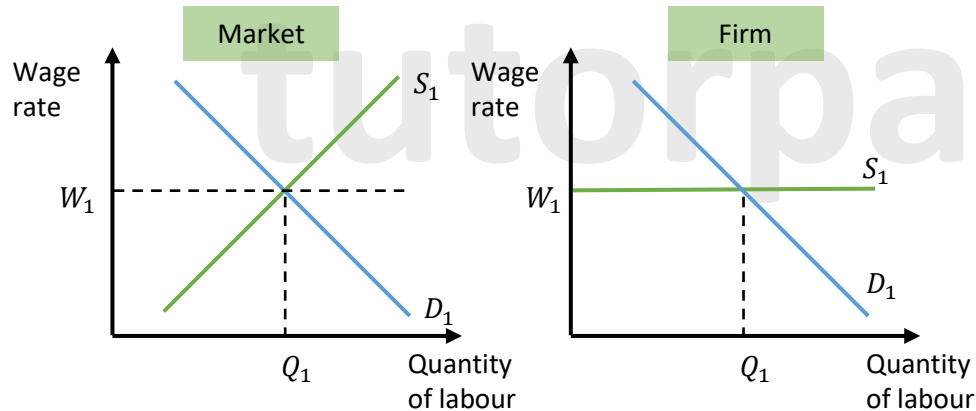 Market
Wage
rate
S₁
W₁
D₁
Q₁
Quantity
of labour
Firm
Wage
rate
S₁
W₁
D₁
Q₁
Quantity
of labour
tutorpa